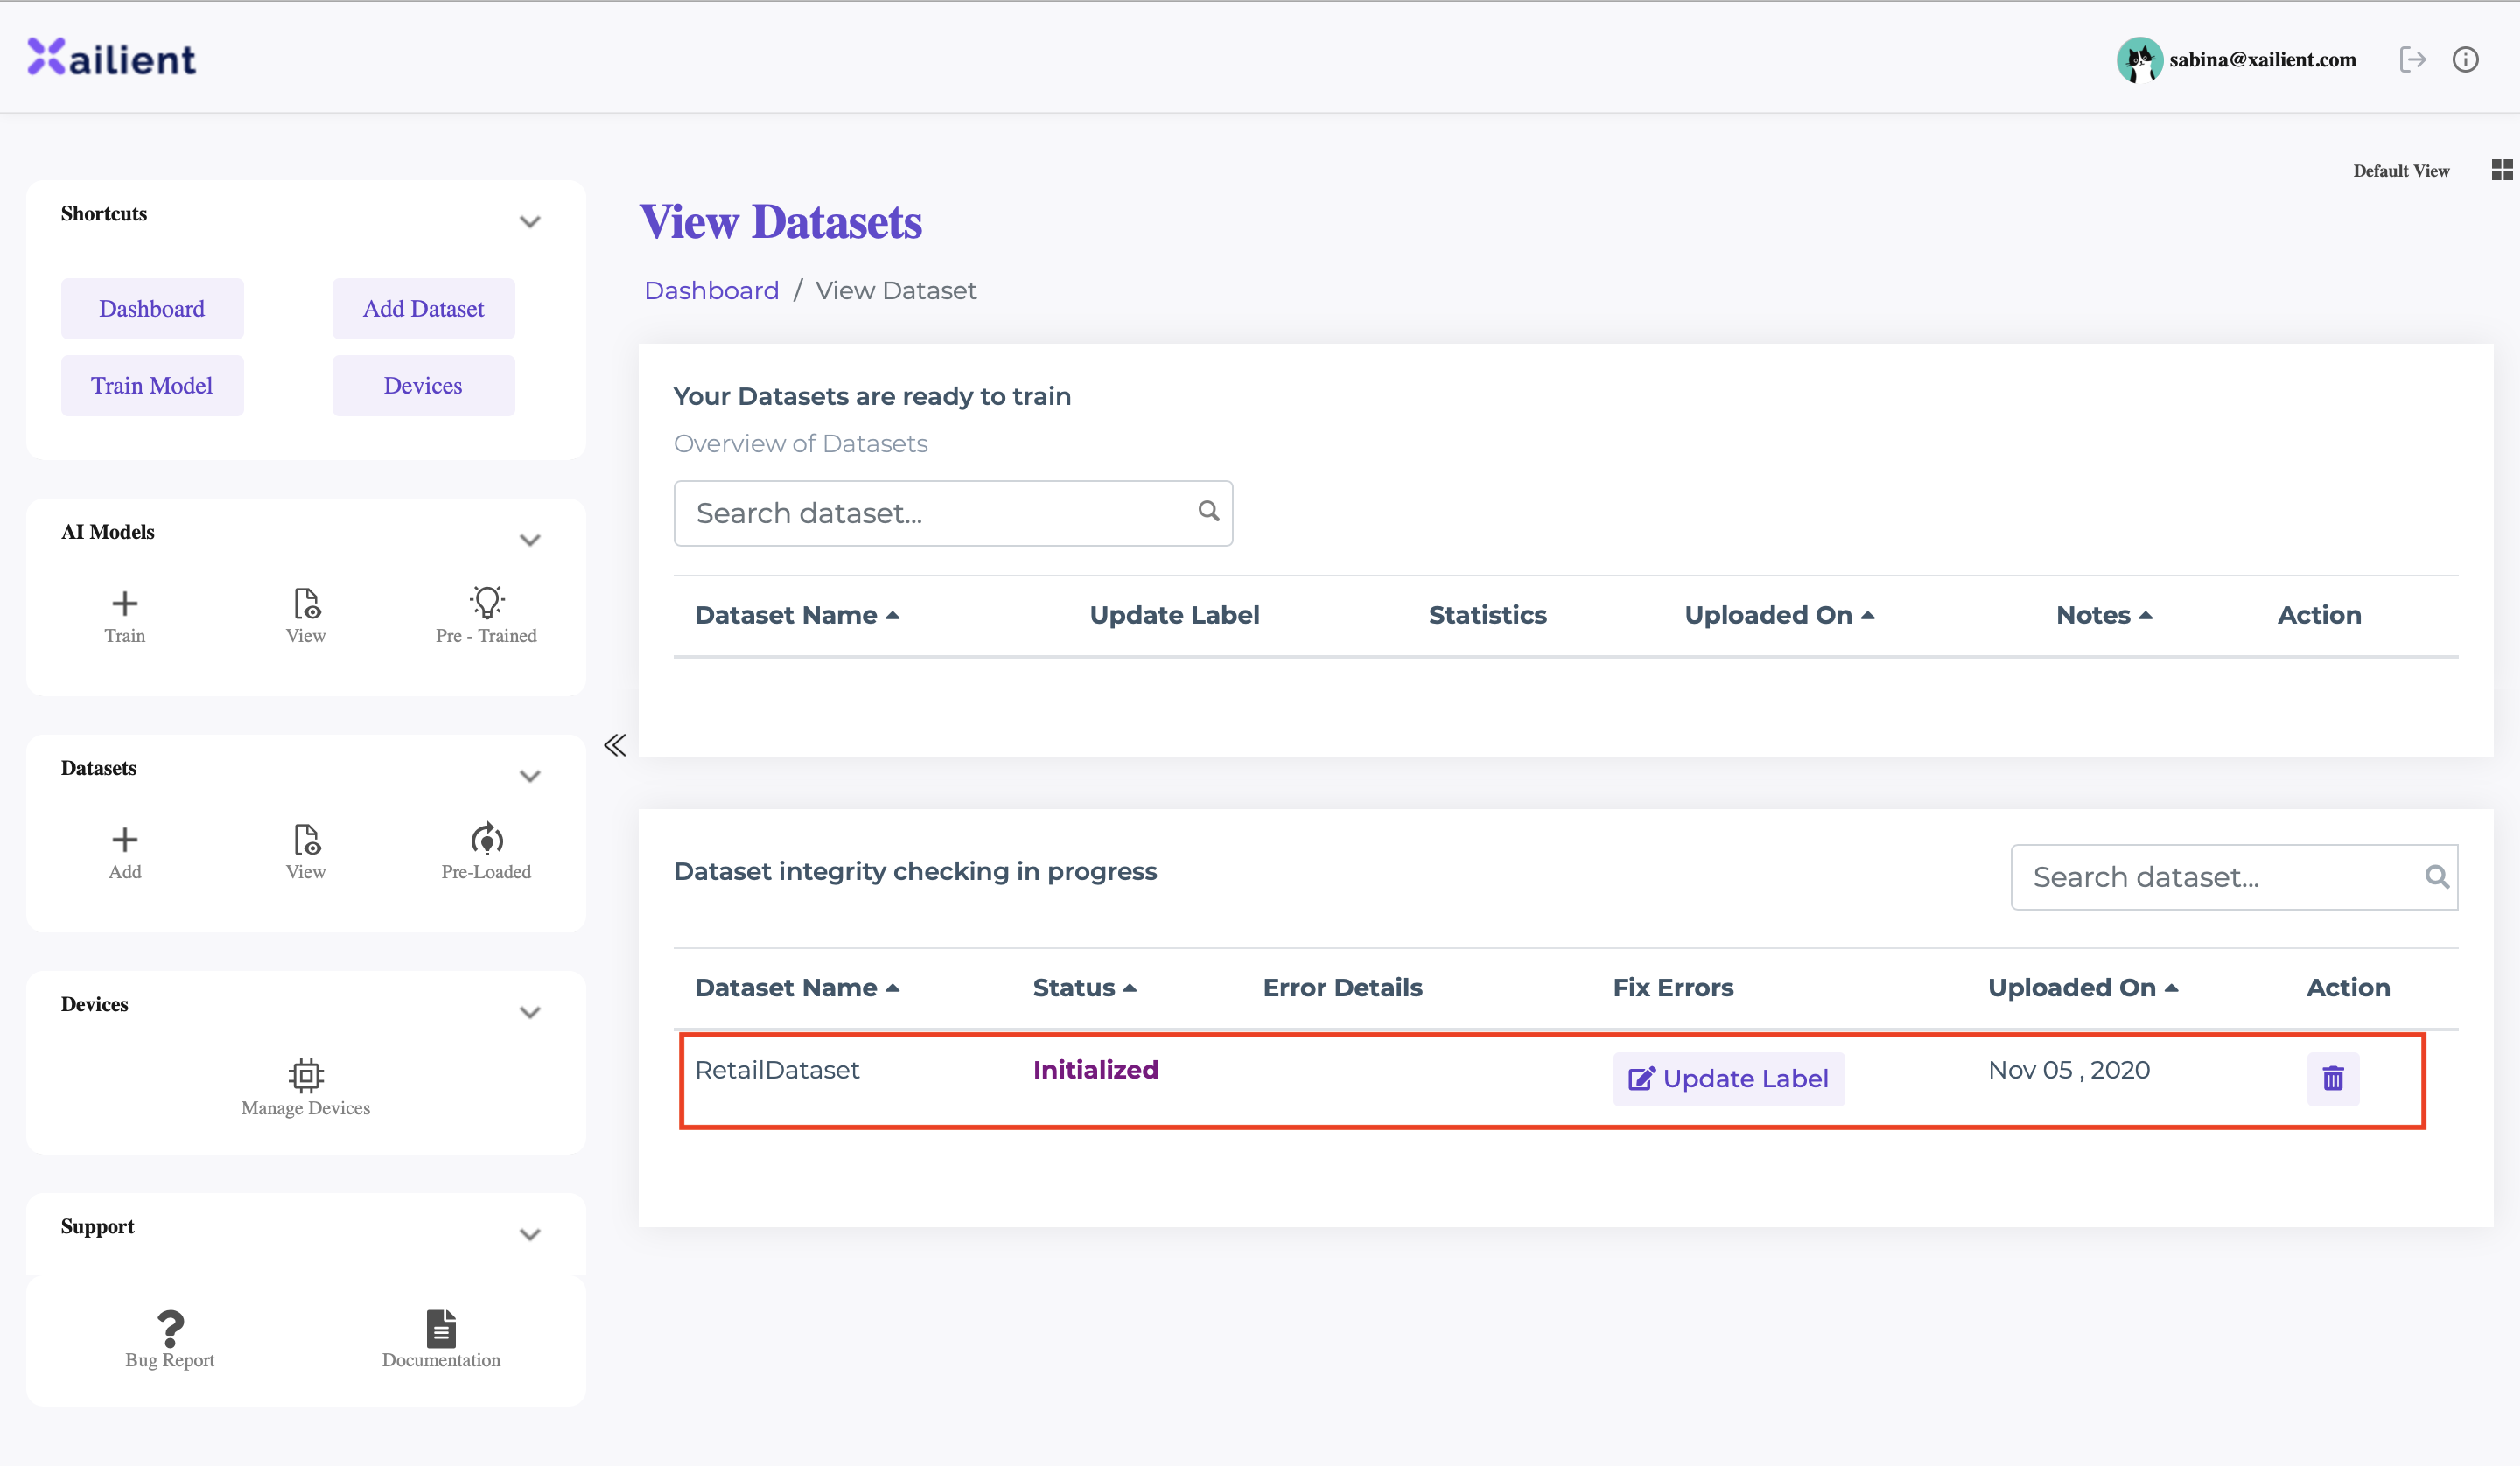 Xailient
sabina@xailient.com
Default View
Shortcuts
Dashboard
Add Dataset
Train Model
Devices
AI Models
Train
View
Pre - Trained
Datasets
Add
View
Pre-Loaded
Devices
Manage Devices
Support
Bug Report
Documentation
View Datasets
Dashboard / View Dataset
Your Datasets are ready to train
Overview of Datasets
Search dataset...
Dataset Name Update Label Statistics Uploaded On Notes Action
Dataset integrity checking in progress
Search dataset...
Dataset Name Status Error Details Fix Errors Uploaded On Action
RetailDataset Initialized Update Label Nov 05 , 2020